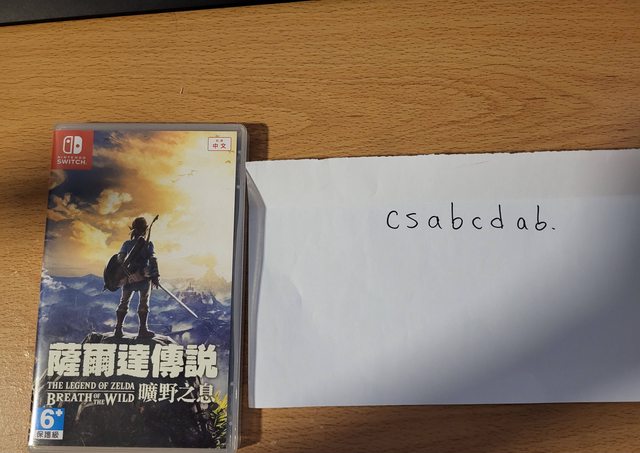 NINTENDO
SWITCH
中文
薩爾達傳說
THE LEGEND OF ZELDA
BREATH OF THE WILD 曠野之息
6+
保護級
csabcdab.